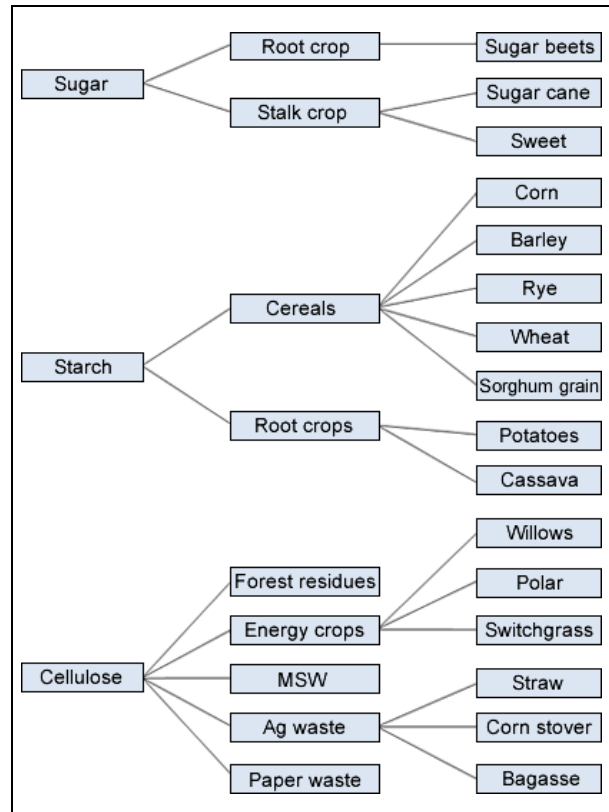 Sugar
Root crop
Sugar beets
Stalk crop
Sugar cane
Sweet
Starch
Cereals
Corn
Barley
Rye
Wheat
Sorghum grain
Root crops
Potatoes
Cassava
Cellulose
Forest residues
Energy crops
Willows
Polar
Switchgrass
MSW
Ag waste
Straw
Corn stover
Bagasse
Paper waste